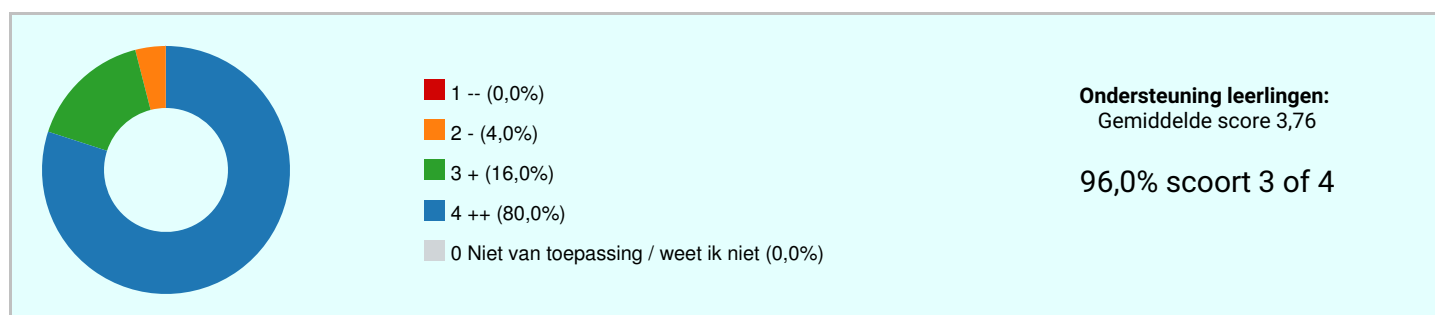 1 -- (0,0%)
2 - (4,0%)
3 + (16,0%)
4 ++ (80,0%)
0 Niet van toepassing / weet ik niet (0,0%)
Ondersteuning leerlingen:
Gemiddelde score 3,76
96,0% scoort 3 of 4